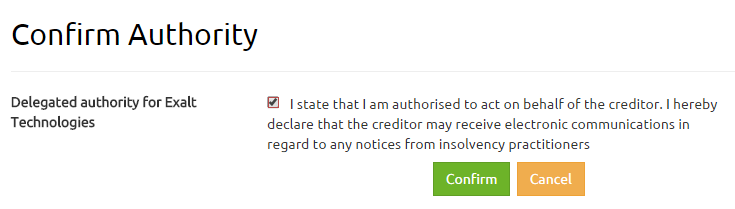 Confirm Authority
Delegated authority for Exalt
Technologies
I state that I am authorised to act on behalf of the creditor. I hereby
declare that the creditor may receive electronic communications in
regard to any notices from insolvency practitioners
Confirm
Cancel